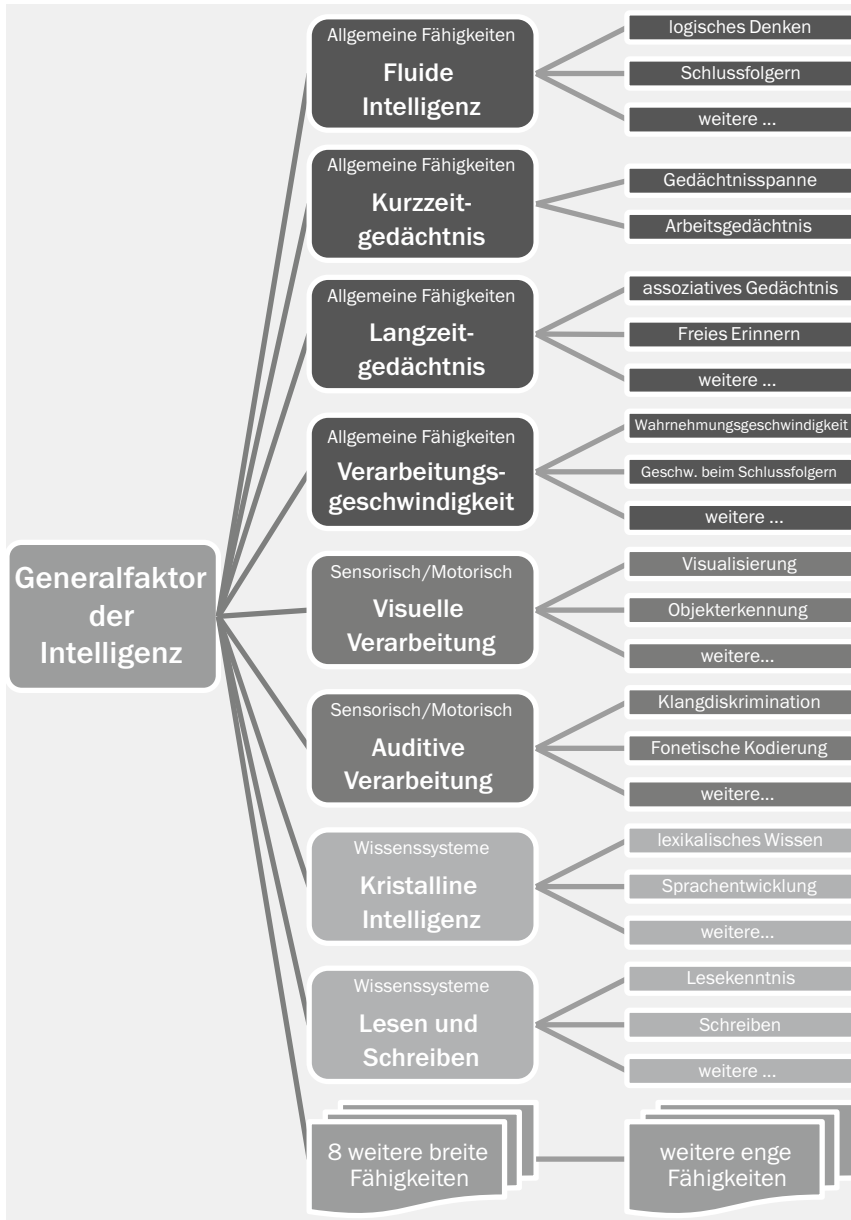 Generalfaktor
der
Intelligenz
Allgemeine Fähigkeiten
Fluide
Intelligenz
logisches Denken
Schlussfolgern
weitere ...
Allgemeine Fähigkeiten
Kurzzeit-
gedächtnis
Gedächtnisspanne
Arbeitsgedächtnis
Allgemeine Fähigkeiten
Langzeit-
gedächtnis
assoziatives Gedächtnis
Freies Erinnern
weitere ...
Allgemeine Fähigkeiten
Verarbeitungs-
geschwindigkeit
Wahrnehmungsgeschwindigkeit
Geschw. beim Schlussfolgern
weitere ...
Sensorisch/Motorisch
Visuelle
Verarbeitung
Visualisierung
Objekterkennung
weitere...
Sensorisch/Motorisch
Auditive
Verarbeitung
Klangdiskrimination
Fonetische Kodierung
weitere...
Wissenssysteme
Kristalline
Intelligenz
lexikalisches Wissen
Sprachentwicklung
weitere...
Wissenssysteme
Lesen und
Schreiben
Lesekenntnis
Schreiben
weitere ...
8 weitere breite
Fähigkeiten
weitere enge
Fähigkeiten